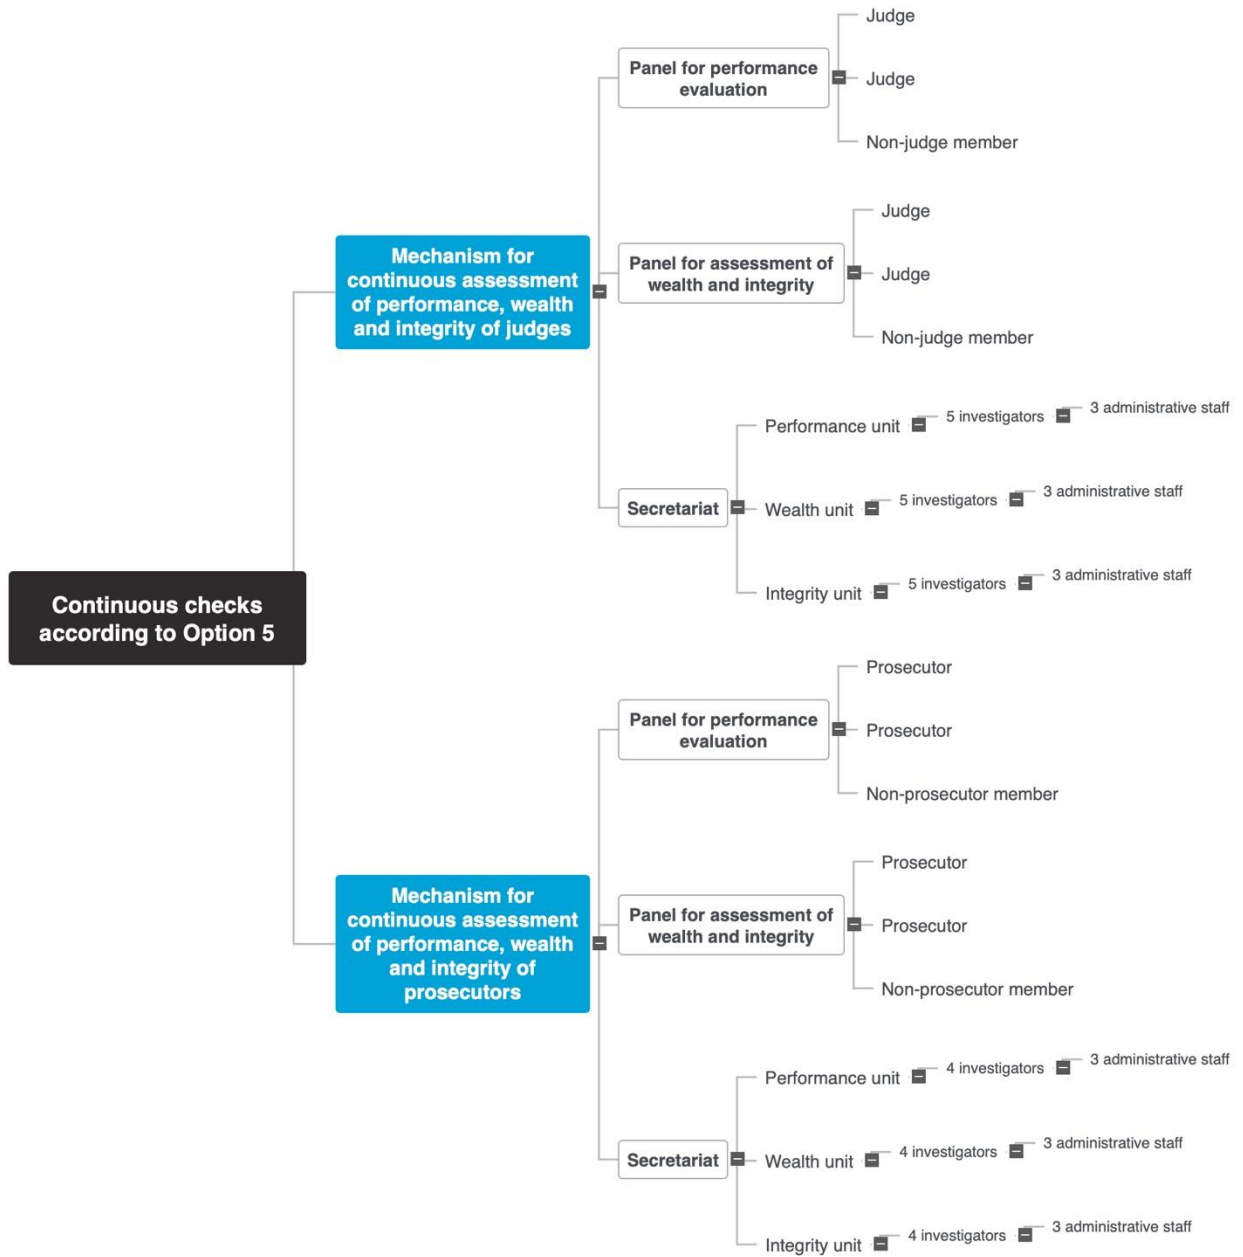 Continuous checks
according to Option 5
Mechanism for
continuous assessment
of performance, wealth
and integrity of judges
Panel for performance
evaluation
Judge
Judge
Non-judge member
Panel for assessment of
wealth and integrity
Judge
Judge
Non-judge member
Secretariat
Performance unit
5 investigators
3 administrative staff
Wealth unit
5 investigators
3 administrative staff
Integrity unit
5 investigators
3 administrative staff
Mechanism for
continuous assessment
of performance, wealth
and integrity of
prosecutors
Panel for performance
evaluation
Prosecutor
Prosecutor
Non-prosecutor member
Panel for assessment of
wealth and integrity
Prosecutor
Prosecutor
Non-prosecutor member
Secretariat
Performance unit
4 investigators
3 administrative staff
Wealth unit
4 investigators
3 administrative staff
Integrity unit
4 investigators
3 administrative staff